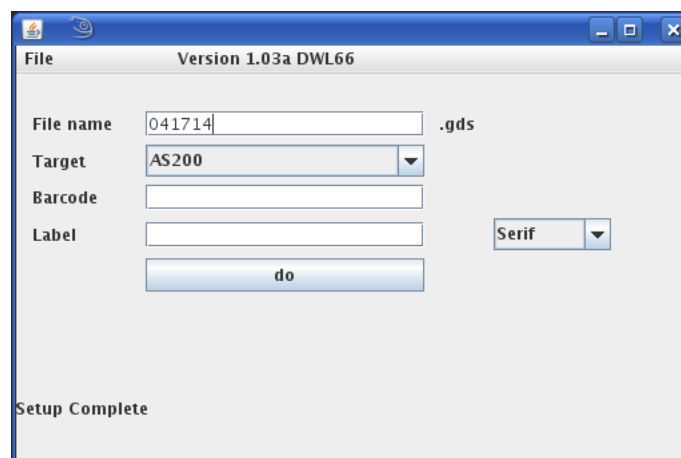 File Version 1.03a DWL66
File name 041714 .gds
Target AS200
Barcode
Label Serif
do
Setup Complete